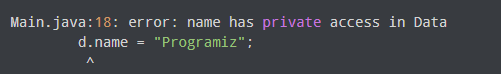 Main.java:18: error: name has private access in Data
        d.name = "Programiz";
         ^